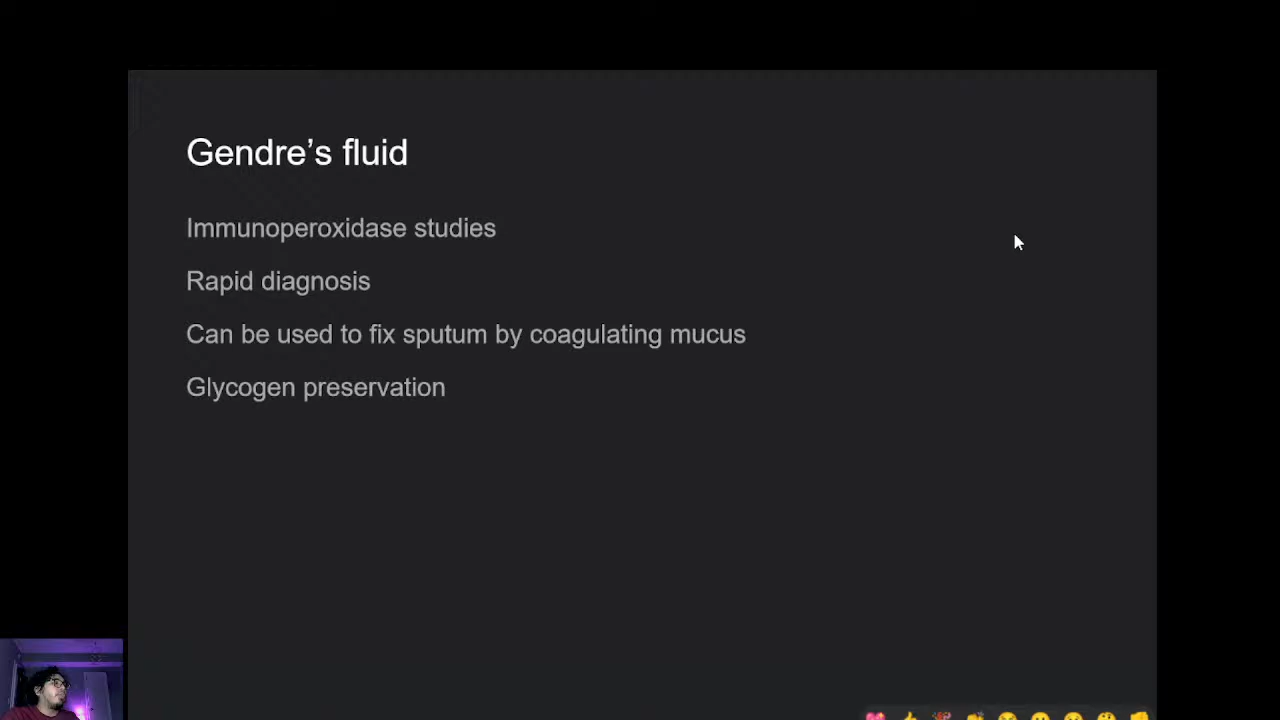 Gendre’s fluid
Immunoperoxidase studies
Rapid diagnosis
Can be used to fix sputum by coagulating mucus
Glycogen preservation